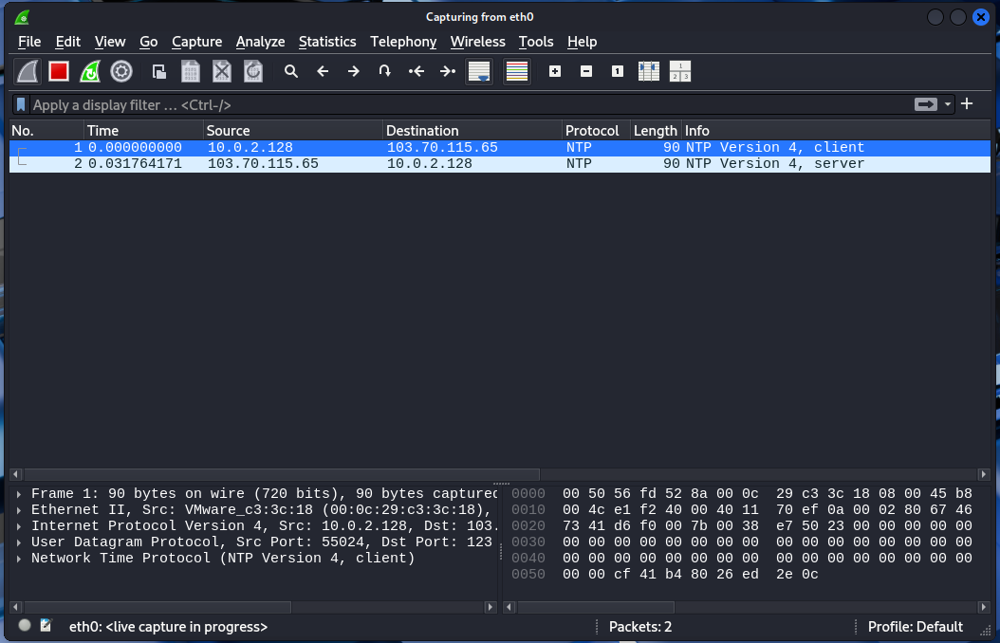 Capturing from eth0
File Edit View Go Capture Analyze Statistics Telephony Wireless Tools Help
Apply a display filter … <Ctrl-/>
No. Time Source Destination Protocol Length Info
1 0.000000000 10.0.2.128 103.70.115.65 NTP 90 NTP Version 4, client
2 0.031764171 103.70.115.65 10.0.2.128 NTP 90 NTP Version 4, server
Frame 1: 90 bytes on wire (720 bits), 90 bytes captured
Ethernet II, Src: VMware_c3:3c:18 (00:0c:29:c3:3c:18),
Internet Protocol Version 4, Src: 10.0.2.128, Dst: 103.
User Datagram Protocol, Src Port: 55024, Dst Port: 123
Network Time Protocol (NTP Version 4, client)
0000 00 50 56 fd 52 8a 00 0c 29 c3 3c 18 08 00 45 b8
0010 00 4c e1 f2 40 00 40 11 70 ef 0a 00 02 80 67 46
0020 73 41 d6 f0 00 7b 00 38 e7 50 23 00 00 00 00 00
0030 00 00 00 00 00 00 00 00 00 00 00 00 00 00 00 00
0040 00 00 00 00 00 00 00 00 00 00 00 00 00 00 00 00
0050 00 00 cf 41 b4 80 26 ed 2e 0c
eth0: <live capture in progress> Packets: 2 Profile: Default